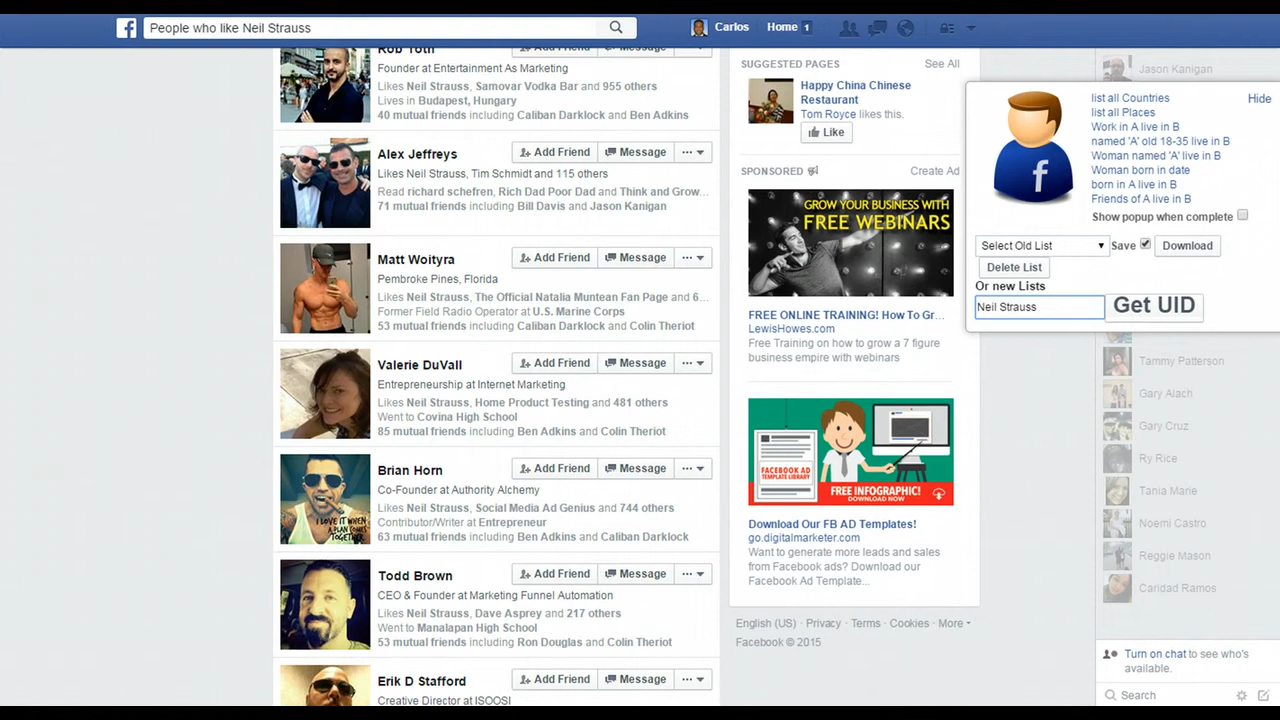 f
People who like Neil Strauss
Carlos
Home 1
Rob Toth
Add Friend Message
Founder at Entertainment As Marketing
Likes Neil Strauss, Samovar Vodka Bar and 955 others
Lives in Budapest, Hungary
40 mutual friends including Caliban Darklock and Ben Adkins
Alex Jeffreys
Add Friend Message ···
Likes Neil Strauss, Tim Schmidt and 115 others
Read richard schefren, Rich Dad Poor Dad and Think and Grow...
71 mutual friends including Bill Davis and Jason Kanigan
Matt Woityra
Add Friend Message ···
Pembroke Pines, Florida
Likes Neil Strauss, The Official Natalia Muntean Fan Page and 6...
Former Field Radio Operator at U.S. Marine Corps
53 mutual friends including Caliban Darklock and Colin Theriot
Valerie DuVall
Add Friend Message ···
Entrepreneurship at Internet Marketing
Likes Neil Strauss, Home Product Testing and 481 others
Went to Covina High School
85 mutual friends including Ben Adkins and Colin Theriot
I LOVE IT WHEN
A PLAN COMES
TOGETHER
Brian Horn
Add Friend Message ···
Co-Founder at Authority Alchemy
Likes Neil Strauss, Social Media Ad Genius and 744 others
Contributor/Writer at Entrepreneur
63 mutual friends including Ben Adkins and Caliban Darklock
Todd Brown
Add Friend Message ···
CEO & Founder at Marketing Funnel Automation
Likes Neil Strauss, Dave Asprey and 217 others
Went to Manalapan High School
53 mutual friends including Ron Douglas and Colin Theriot
Erik D Stafford
Add Friend Message ···
Creative Director at ISOOSI
SUGGESTED PAGES See All
Happy China Chinese
Restaurant
Tom Royce likes this.
Like
SPONSORED Create Ad
GROW YOUR BUSINESS WITH
FREE WEBINARS
FREE ONLINE TRAINING! How To Gr...
LewisHowes.com
Free Training on how to grow a 7 figure
business empire with webinars
FACEBOOK AD
TEMPLATE LIBRARY
FREE INFOGRAPHIC!
DOWNLOAD NOW
Download Our FB AD Templates!
go.digitalmarketer.com
Want to generate more leads and sales
from Facebook ads? Download our
Facebook Ad Template...
English (US) · Privacy · Terms · Cookies · More
Facebook © 2015
Jason Kanigan
f
list all Countries
Hide
list all Places
Work in A live in B
named 'A' old 18-35 live in B
Woman named 'A' live in B
Woman born in date
born in A live in B
Friends of A live in B
Show popup when complete
Select Old List Save Download
Delete List
Or new Lists
Neil Strauss Get UID
Tammy Patterson
Gary Alach
Gary Cruz
Ry Rice
Tania Marie
Noemi Castro
Reggie Mason
Caridad Ramos
Turn on chat to see who's
available.
Search